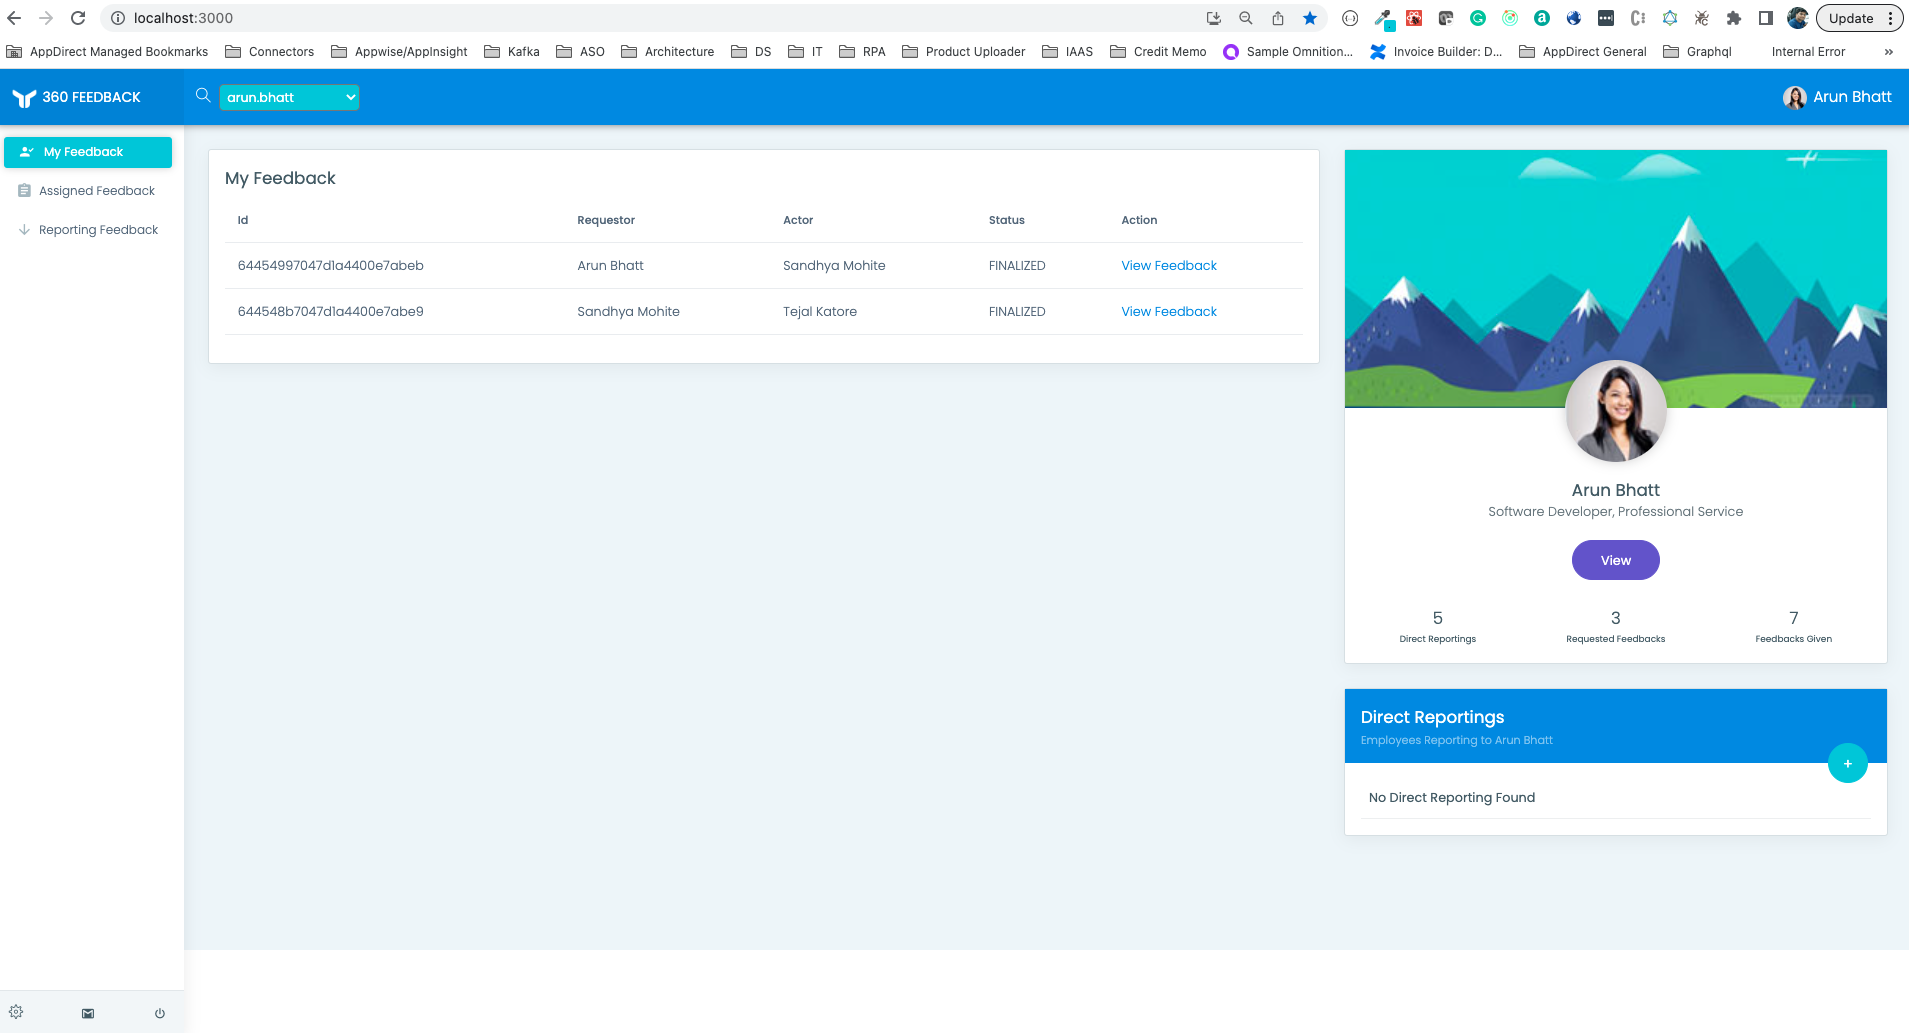 localhost:3000
Update
AppDirect Managed Bookmarks Connectors Appwise/AppInsight Kafka ASO Architecture DS IT RPA Product Uploader IAAS Credit Memo Sample Omnition... Invoice Builder: D... AppDirect General Graphql Internal Error »
360 FEEDBACK
arun.bhatt
Arun Bhatt
My Feedback
Assigned Feedback
Reporting Feedback
My Feedback
Id Requestor Actor Status Action
64454997047d1a4400e7abeb Arun Bhatt Sandhya Mohite FINALIZED View Feedback
644548b7047d1a4400e7abe9 Sandhya Mohite Tejal Katore FINALIZED View Feedback
Arun Bhatt
Software Developer, Professional Service
View
5 3 7
Direct Reportings Requested Feedbacks Feedbacks Given
Direct Reportings
Employees Reporting to Arun Bhatt
+
No Direct Reporting Found